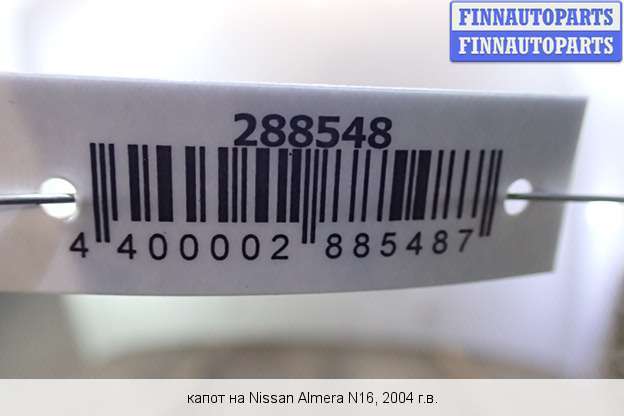 FINNAUTOPARTS
FINNAUTOPARTS
288548
4 400002 885487
капот на Nissan Almera N16, 2004 г.в.